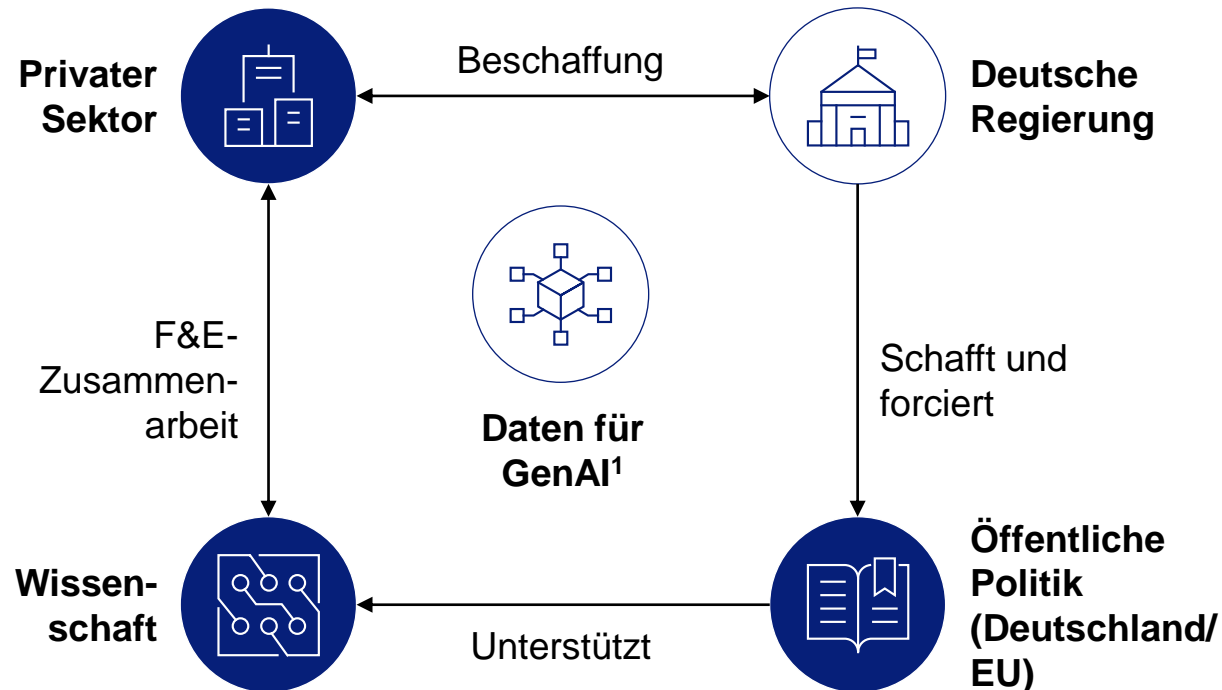 Privater
Sektor
Beschaffung
Deutsche
Regierung
F&E-
Zusammen-
arbeit
Daten für
GenAI¹
Schafft und
forciert
Wissen-
schaft
Unterstützt
Öffentliche
Politik
(Deutschland/
EU)